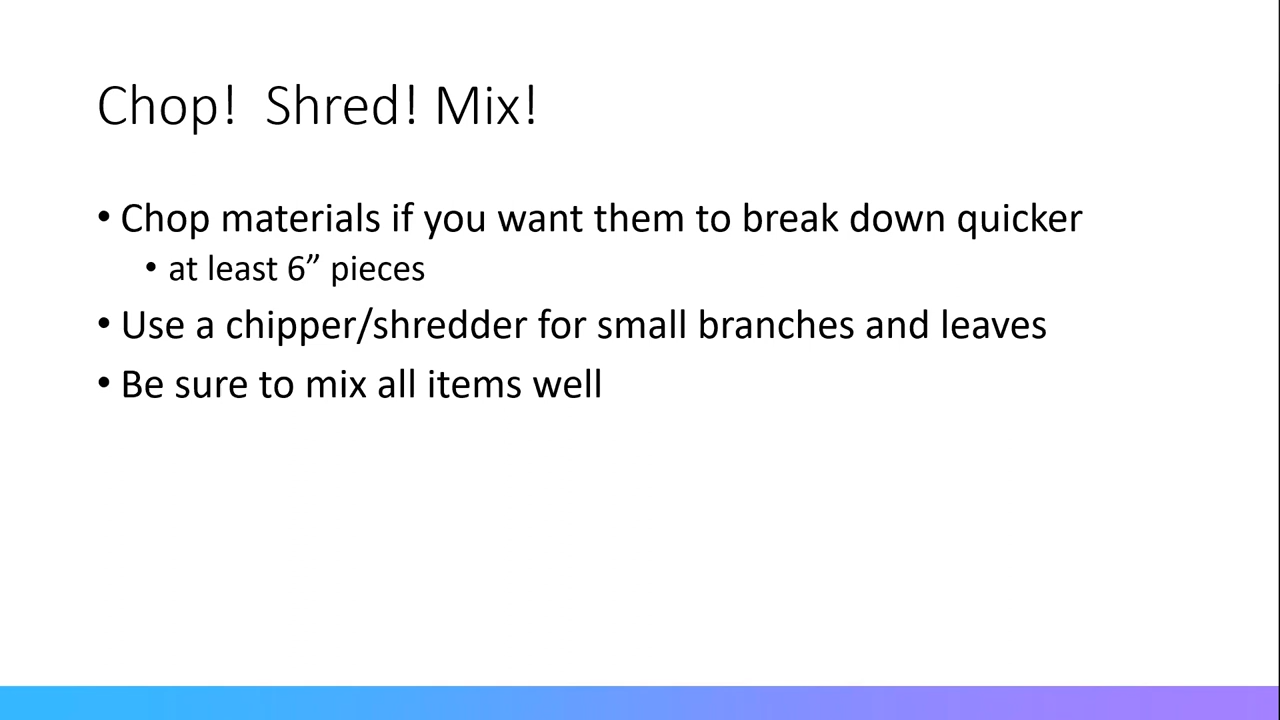 Chop!  Shred! Mix!
• Chop materials if you want them to break down quicker
• at least 6” pieces
• Use a chipper/shredder for small branches and leaves
• Be sure to mix all items well